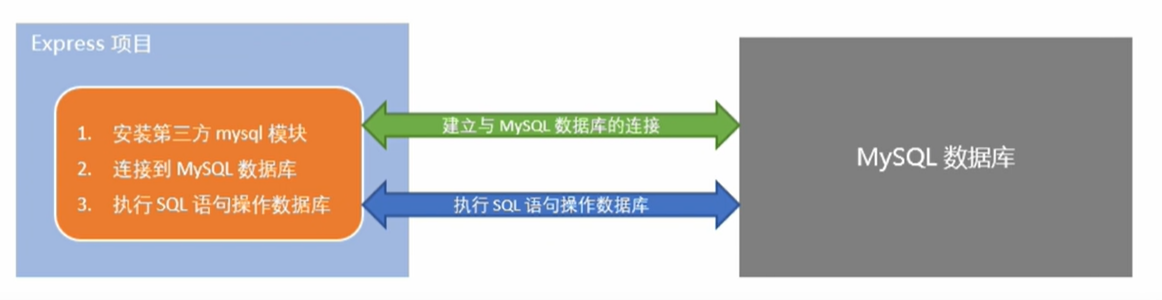 Express 项目
1. 安装第三方 mysql 模块
2. 连接到 MySQL 数据库
3. 执行 SQL 语句操作数据库
建立与 MySQL 数据库的连接
执行 SQL 语句操作数据库
MySQL 数据库